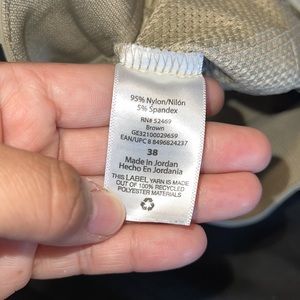 95% Nylon/Nilón
5% Spandex
RN# 52469
Brown
GE32100029659
EAN/UPC 8 8496824237
38
Made in Jordan
Hecho En Jordania
THIS LABEL YARN IS MADE
OUT OF 100% RECYCLED
POLYESTER MATERIALS